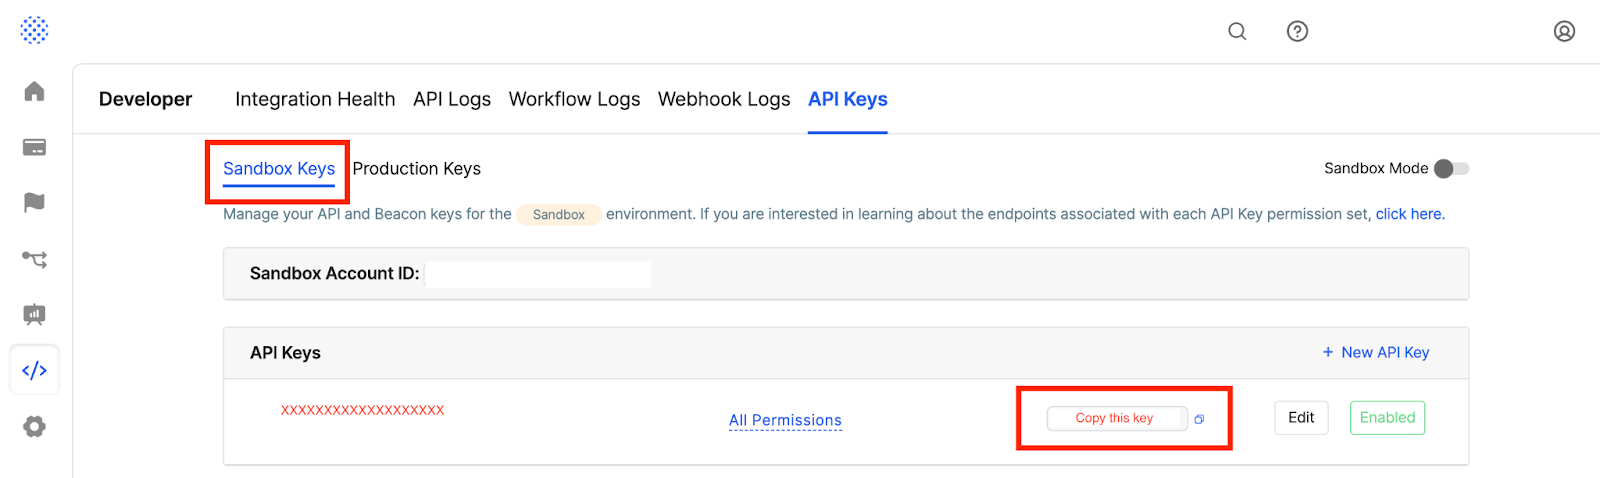 Developer Integration Health API Logs Workflow Logs Webhook Logs API Keys
Sandbox Keys Production Keys Sandbox Mode
Manage your API and Beacon keys for the Sandbox environment. If you are interested in learning about the endpoints associated with each API Key permission set, click here.
Sandbox Account ID:
API Keys + New API Key
XXXXXXXXXXXXXXXXXXX All Permissions Copy this key Edit Enabled